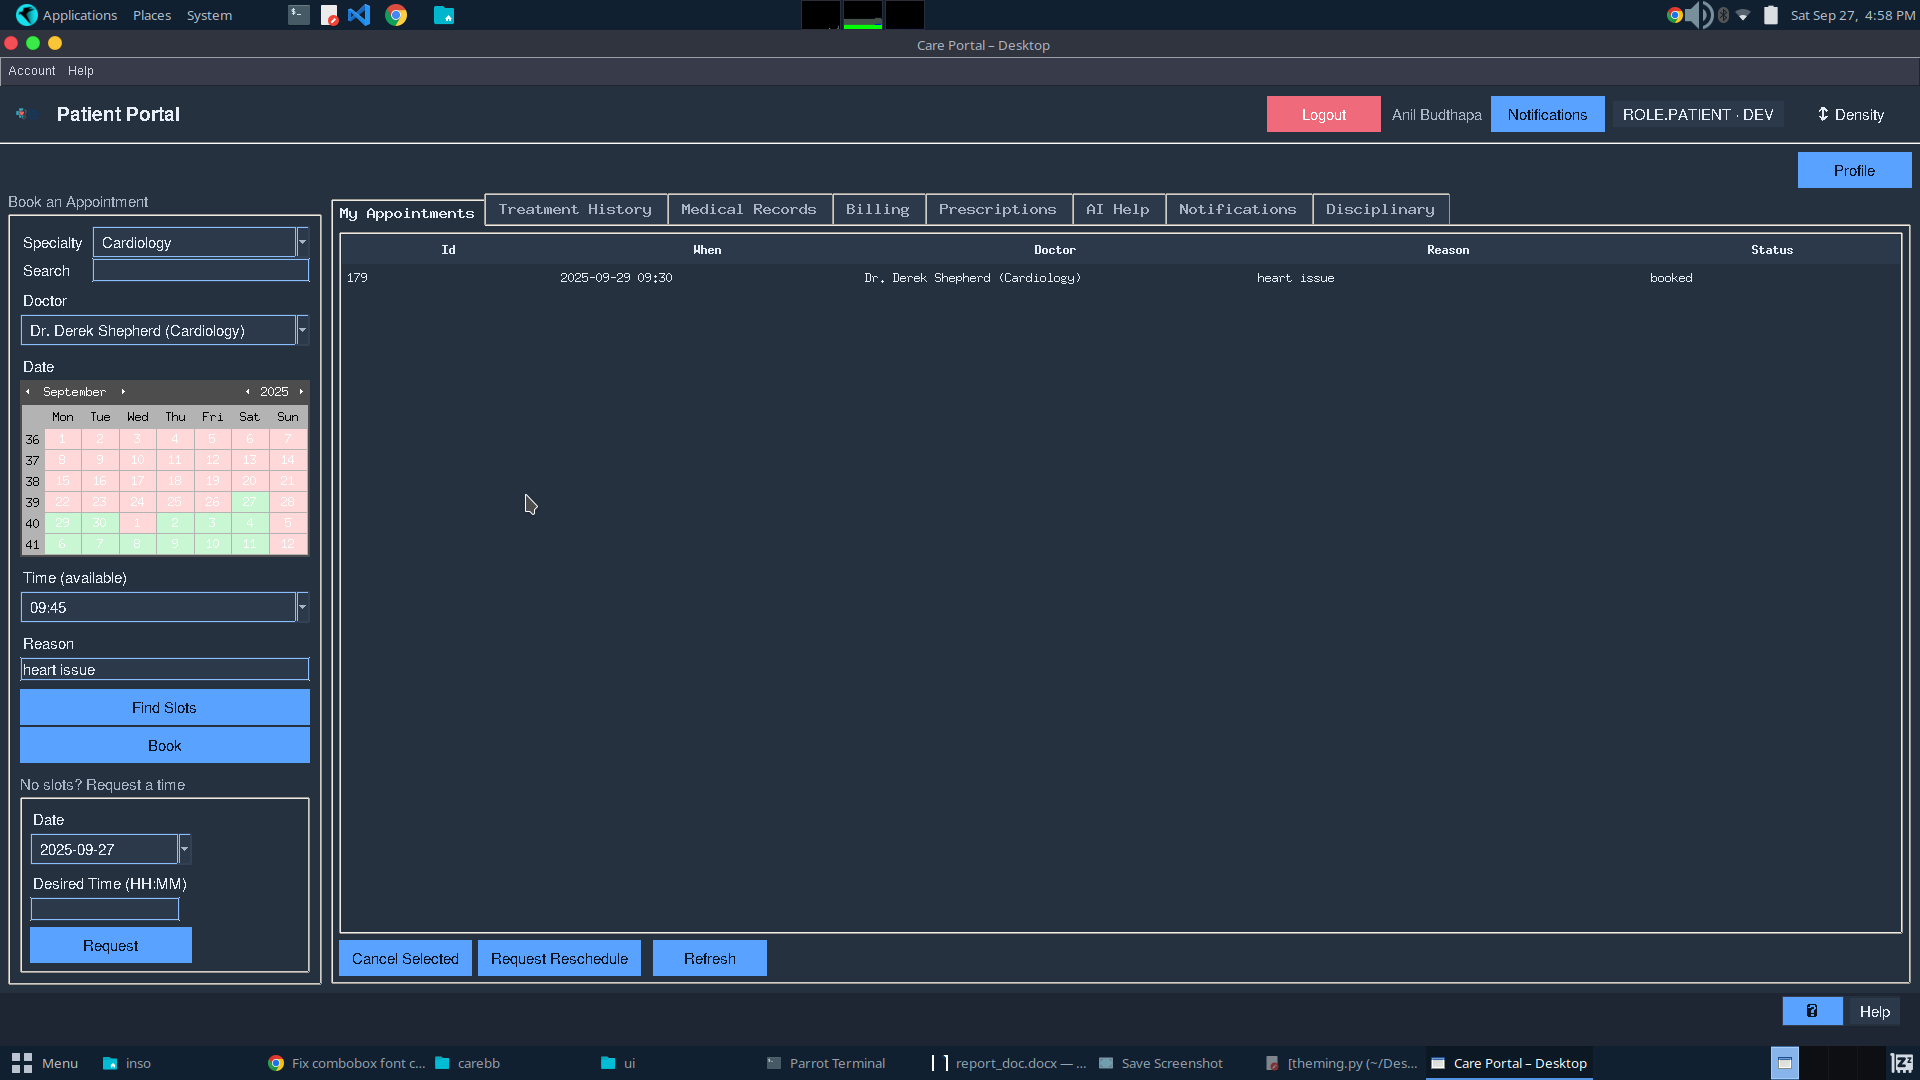 Applications Places System
Sat Sep 27, 4:58 PM
Care Portal – Desktop
Account Help
Patient Portal
Logout Anil Budthapa Notifications ROLE.PATIENT · DEV ⇕ Density
Profile
Book an Appointment
Specialty Cardiology
Search
Doctor
Dr. Derek Shepherd (Cardiology)
Date
September 2025
Mon Tue Wed Thu Fri Sat Sun
36 1 2 3 4 5 6 7
37 8 9 10 11 12 13 14
38 15 16 17 18 19 20 21
39 22 23 24 25 26 27 28
40 29 30 1 2 3 4 5
41 6 7 8 9 10 11 12
Time (available)
09:45
Reason
heart issue
Find Slots
Book
No slots? Request a time
Date
2025-09-27
Desired Time (HH:MM)
Request
My Appointments Treatment History Medical Records Billing Prescriptions AI Help Notifications Disciplinary
Id When Doctor Reason Status
179 2025-09-29 09:30 Dr. Derek Shepherd (Cardiology) heart issue booked
Cancel Selected Request Reschedule Refresh
? Help
Menu inso Fix combobox font c... carebb ui Parrot Terminal report_doc.docx — ... Save Screenshot [theming.py (~/Des... Care Portal – Desktop